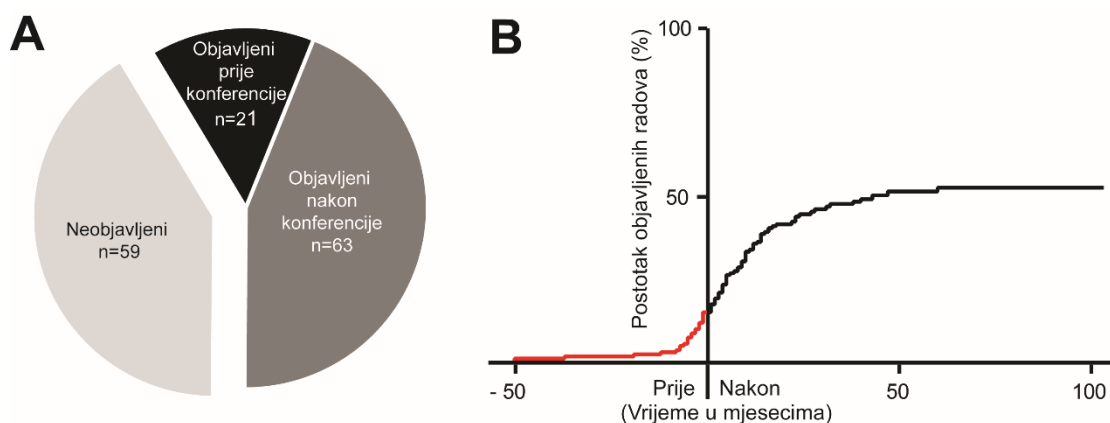 A
Objavljeni
prije
konferencije
n=21
Objavljeni
nakon
konferencije
n=63
Neobjavljeni
n=59
B
Postotak objavljenih radova (%)
100
50
- 50
Prije
Nakon
50
100
(Vrijeme u mjesecima)